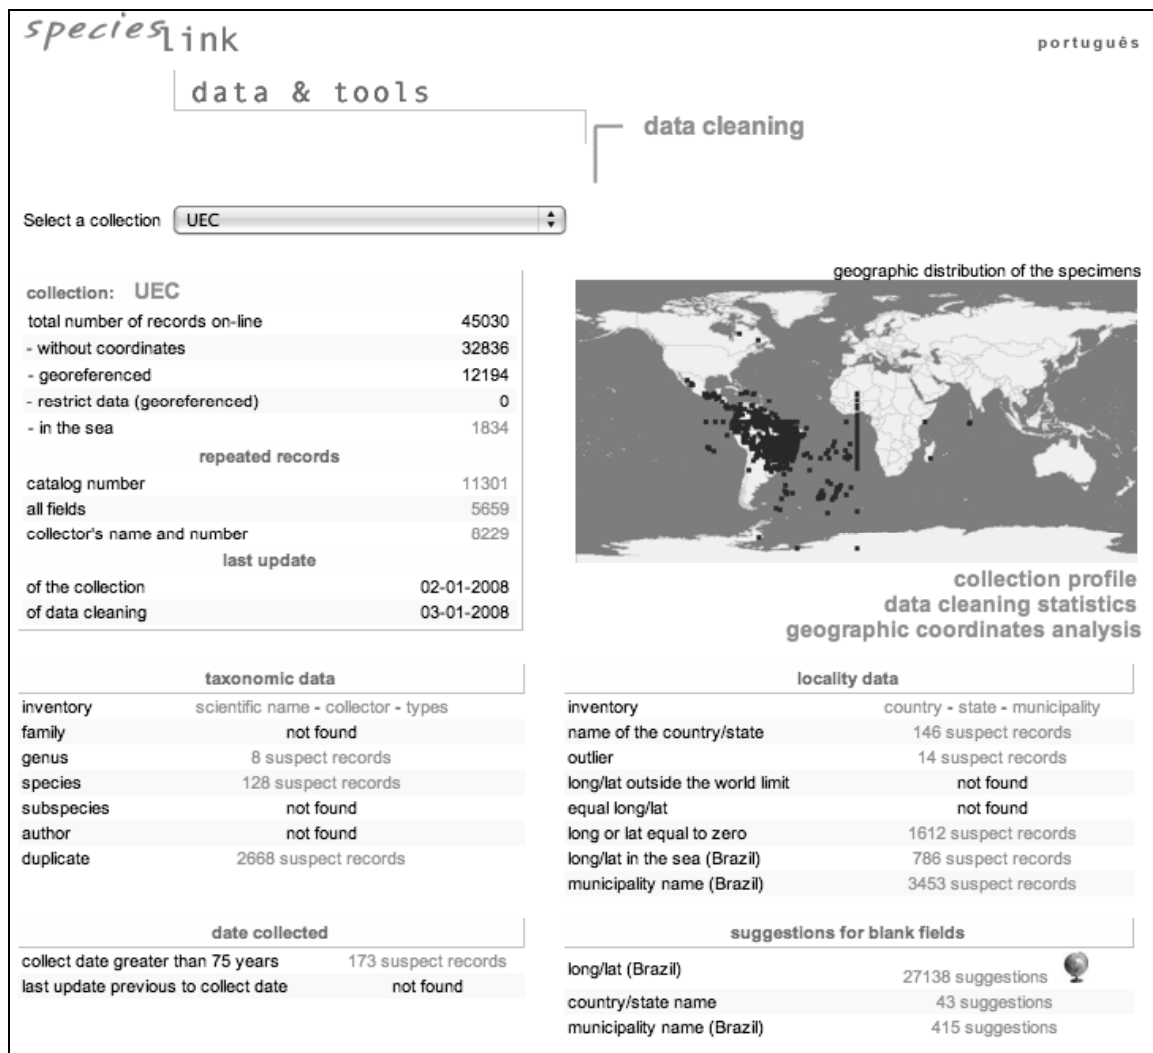 specieslink
português
data & tools
data cleaning
Select a collection UEC
geographic distribution of the specimens
collection: UEC
total number of records on-line 45030
- without coordinates 32836
- georeferenced 12194
- restrict data (georeferenced) 0
- in the sea 1834
repeated records
catalog number 11301
all fields 5659
collector's name and number 8229
last update
of the collection 02-01-2008
of data cleaning 03-01-2008
collection profile
data cleaning statistics
geographic coordinates analysis
taxonomic data
inventory scientific name - collector - types
family not found
genus 8 suspect records
species 128 suspect records
subspecies not found
author not found
duplicate 2668 suspect records
locality data
inventory country - state - municipality
name of the country/state 146 suspect records
outlier 14 suspect records
long/lat outside the world limit not found
equal long/lat not found
long or lat equal to zero 1612 suspect records
long/lat in the sea (Brazil) 786 suspect records
municipality name (Brazil) 3453 suspect records
date collected
collect date greater than 75 years 173 suspect records
last update previous to collect date not found
suggestions for blank fields
long/lat (Brazil) 27138 suggestions
country/state name 43 suggestions
municipality name (Brazil) 415 suggestions